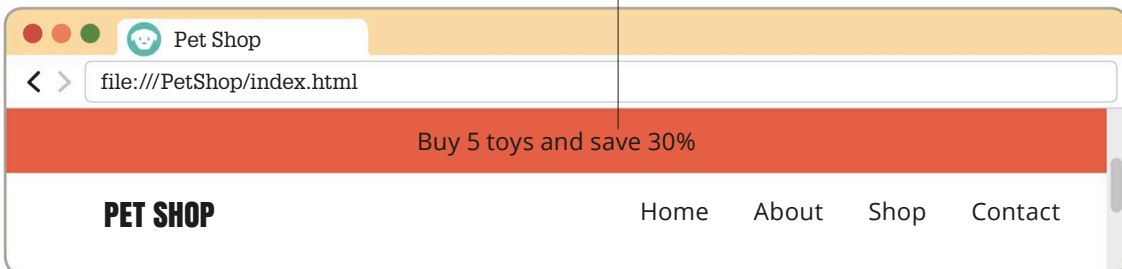 Pet Shop
file:///PetShop/index.html
Buy 5 toys and save 30%
PET SHOP Home About Shop Contact